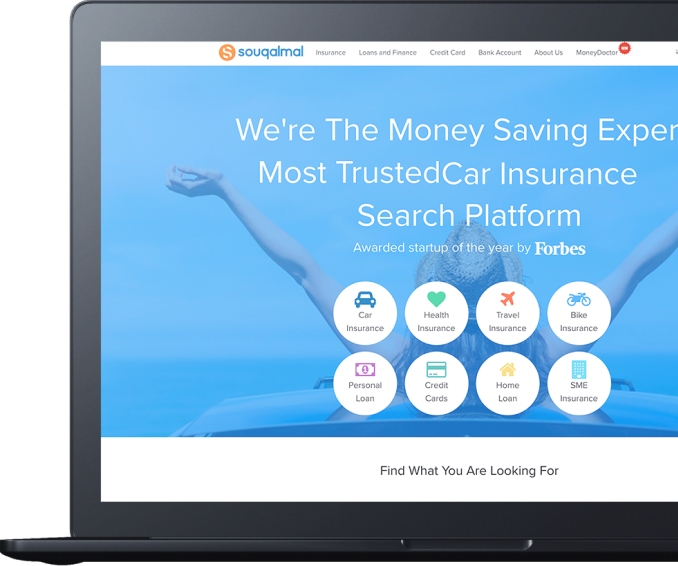 souqalmal Insurance Loans and Finance Credit Card Bank Account About Us MoneyDoctor
We're The Money Saving Exper
Most TrustedCar Insurance
Search Platform
Awarded startup of the year by Forbes
Car Insurance
Health Insurance
Travel Insurance
Bike Insurance
Personal Loan
Credit Cards
Home Loan
SME Insurance
Find What You Are Looking For